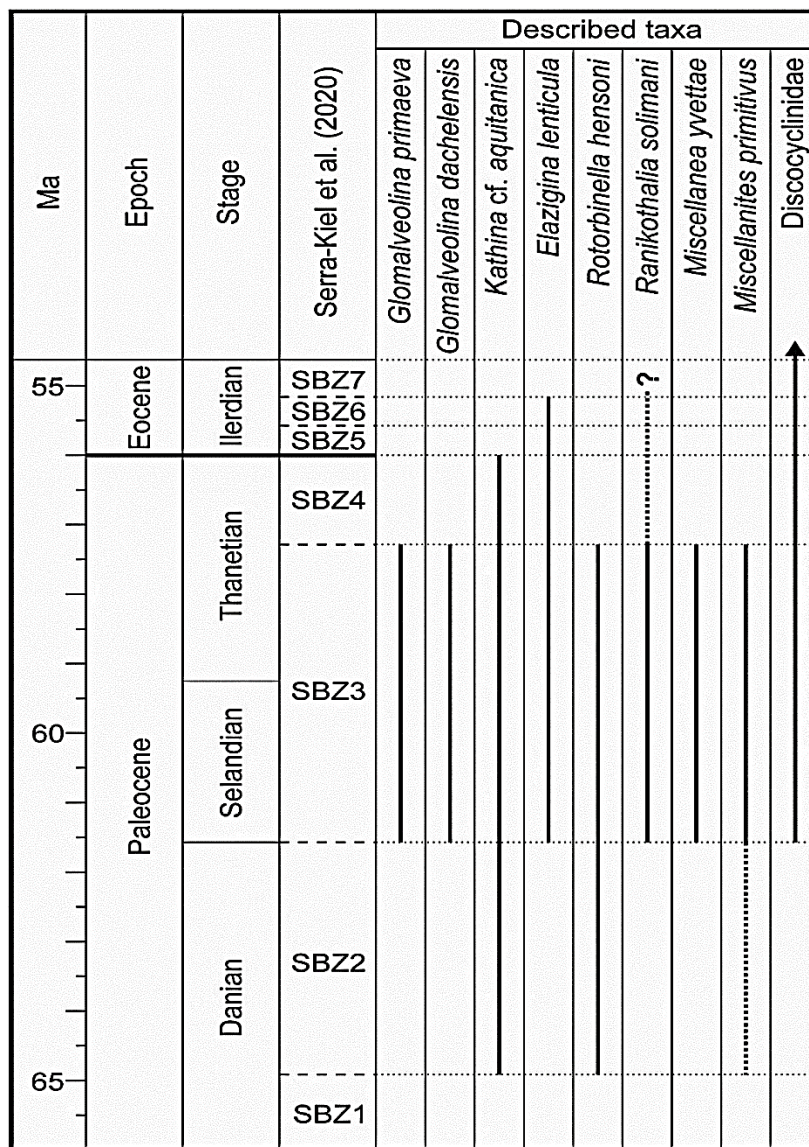 Described taxa
Ma
Epoch
Stage
Serra-Kiel et al. (2020)
Glomalveolina primaeva
Glomalveolina dachelensis
Kathina cf. aquitanica
Elazigina lenticula
Rotorbinella hensoni
Ranikothalia solimani
Miscellanea yvettae
Miscellanites primitivus
Discocyclinidae
55
Eocene
Ilerdian
SBZ7
?
SBZ6
SBZ5
Thanetian
SBZ4
SBZ3
60
Paleocene
Selandian
Danian
SBZ2
65
SBZ1